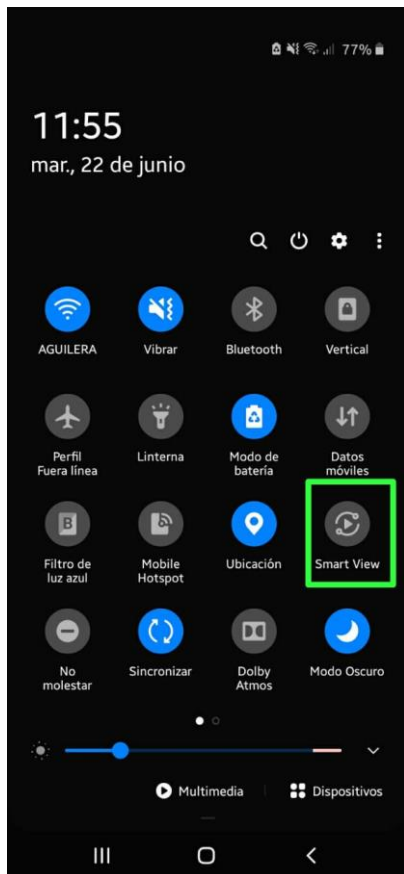 77%
11:55
mar., 22 de junio
AGUILERA
Vibrar
Bluetooth
Vertical
Perfil
Fuera línea
Linterna
Modo de
batería
Datos
móviles
B
Filtro de
luz azul
Mobile
Hotspot
Ubicación
Smart View
No
molestar
Sincronizar
Dolby
Atmos
Modo Oscuro
Multimedia
Dispositivos